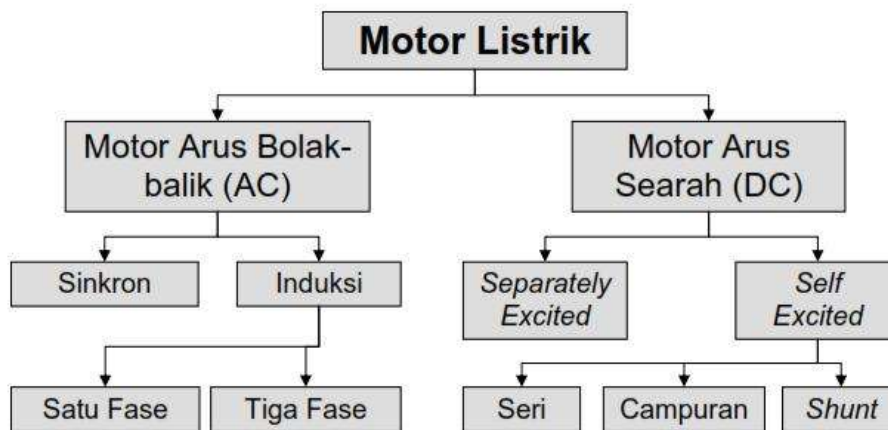 Motor Listrik
Motor Arus Bolak-
balik (AC)
Motor Arus
Searah (DC)
Sinkron
Induksi
Separately
Excited
Self
Excited
Satu Fase
Tiga Fase
Seri
Campuran
Shunt